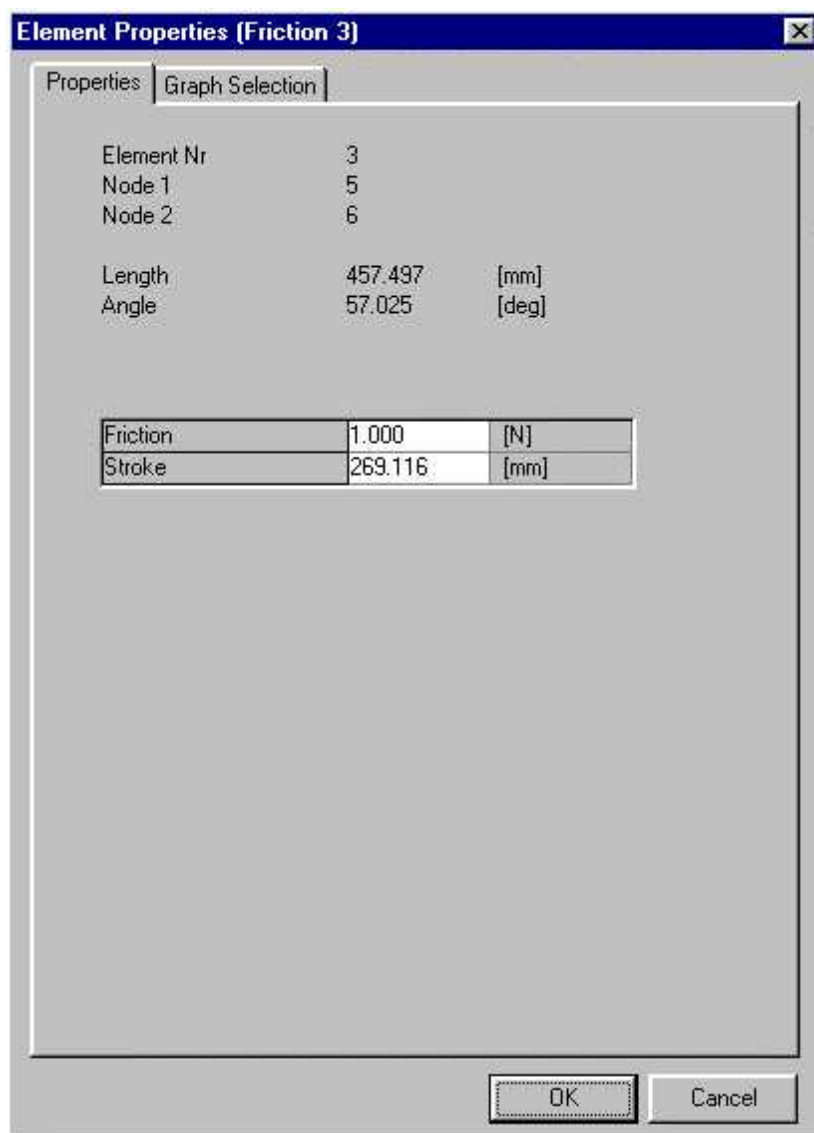 Element Properties (Friction 3)
Properties Graph Selection
Element Nr 3
Node 1 5
Node 2 6
Length 457.497 [mm]
Angle 57.025 [deg]
Friction 1.000 [N]
Stroke 269.116 [mm]
OK Cancel